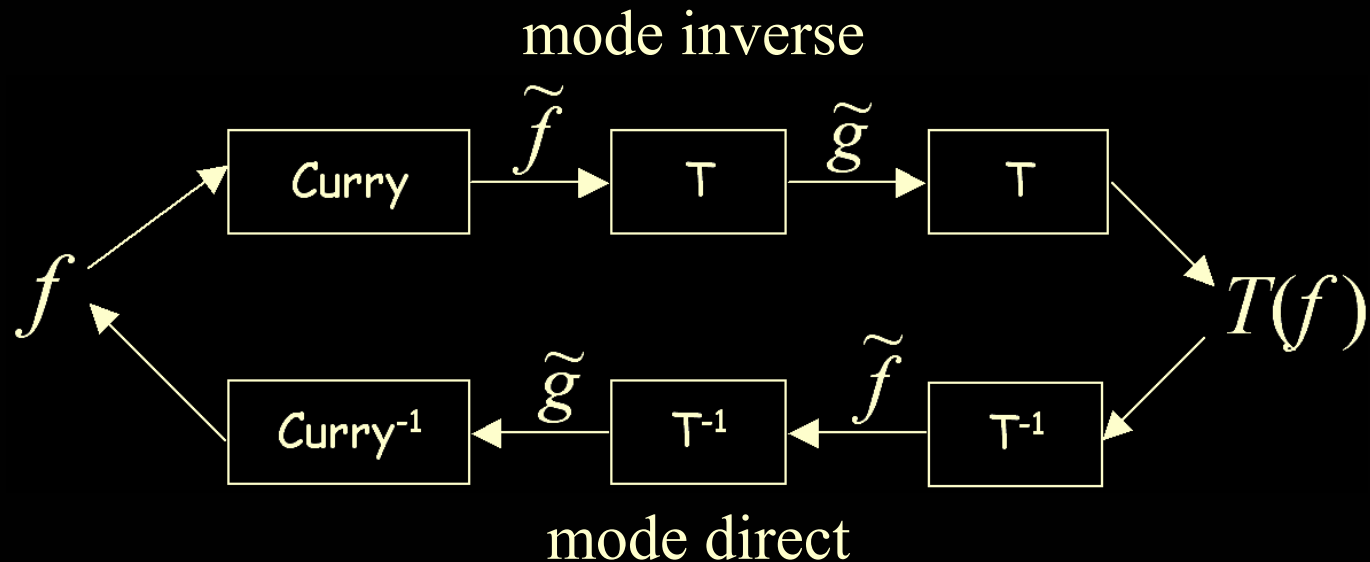 mode inverse
f̃
g̃
Curry
T
T
f
T(f)
g̃
f̃
Curry⁻¹
T⁻¹
T⁻¹
mode direct